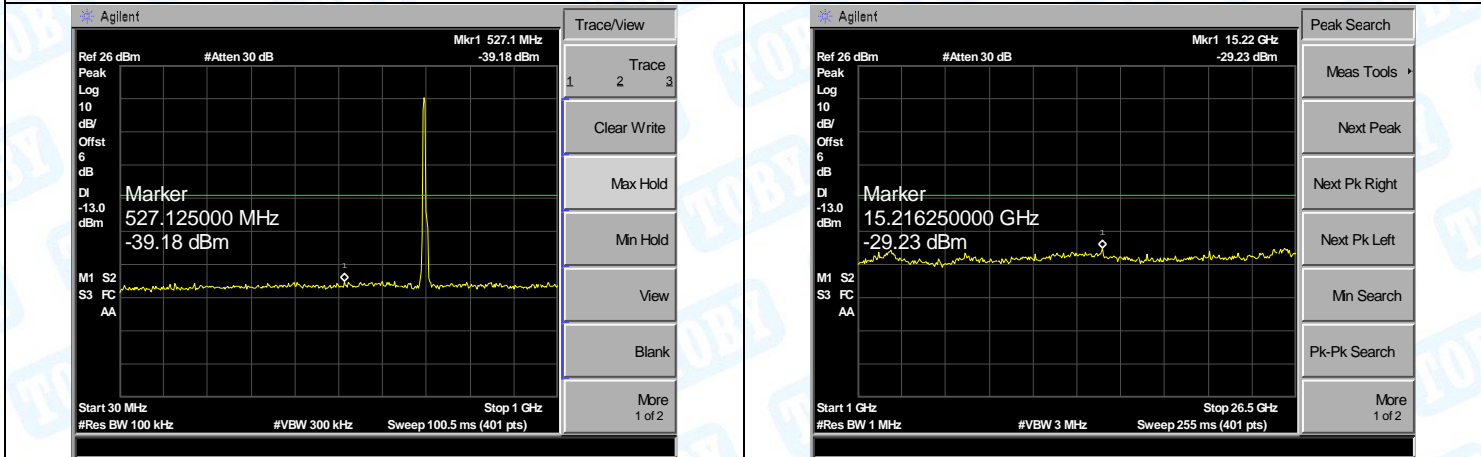 Agilent
Trace/View
Mkr1 527.1 MHz
Ref 26 dBm #Atten 30 dB -39.18 dBm
Peak
Log
10
dB/
Offst
6
dB
DI
-13.0
dBm
Marker
527.125000 MHz
-39.18 dBm
1
M1 S2
S3 FC
AA
Start 30 MHz Stop 1 GHz
#Res BW 100 kHz #VBW 300 kHz Sweep 100.5 ms (401 pts)
Trace
1 2 3
Clear Write
Max Hold
Min Hold
View
Blank
More
1 of 2
Agilent
Peak Search
Mkr1 15.22 GHz
Ref 26 dBm #Atten 30 dB -29.23 dBm
Peak
Log
10
dB/
Offst
6
dB
DI
-13.0
dBm
Marker
15.216250000 GHz
-29.23 dBm
1
M1 S2
S3 FC
AA
Start 1 GHz Stop 26.5 GHz
#Res BW 1 MHz #VBW 3 MHz Sweep 255 ms (401 pts)
Meas Tools
Next Peak
Next Pk Right
Next Pk Left
Min Search
Pk-Pk Search
More
1 of 2
TOBY